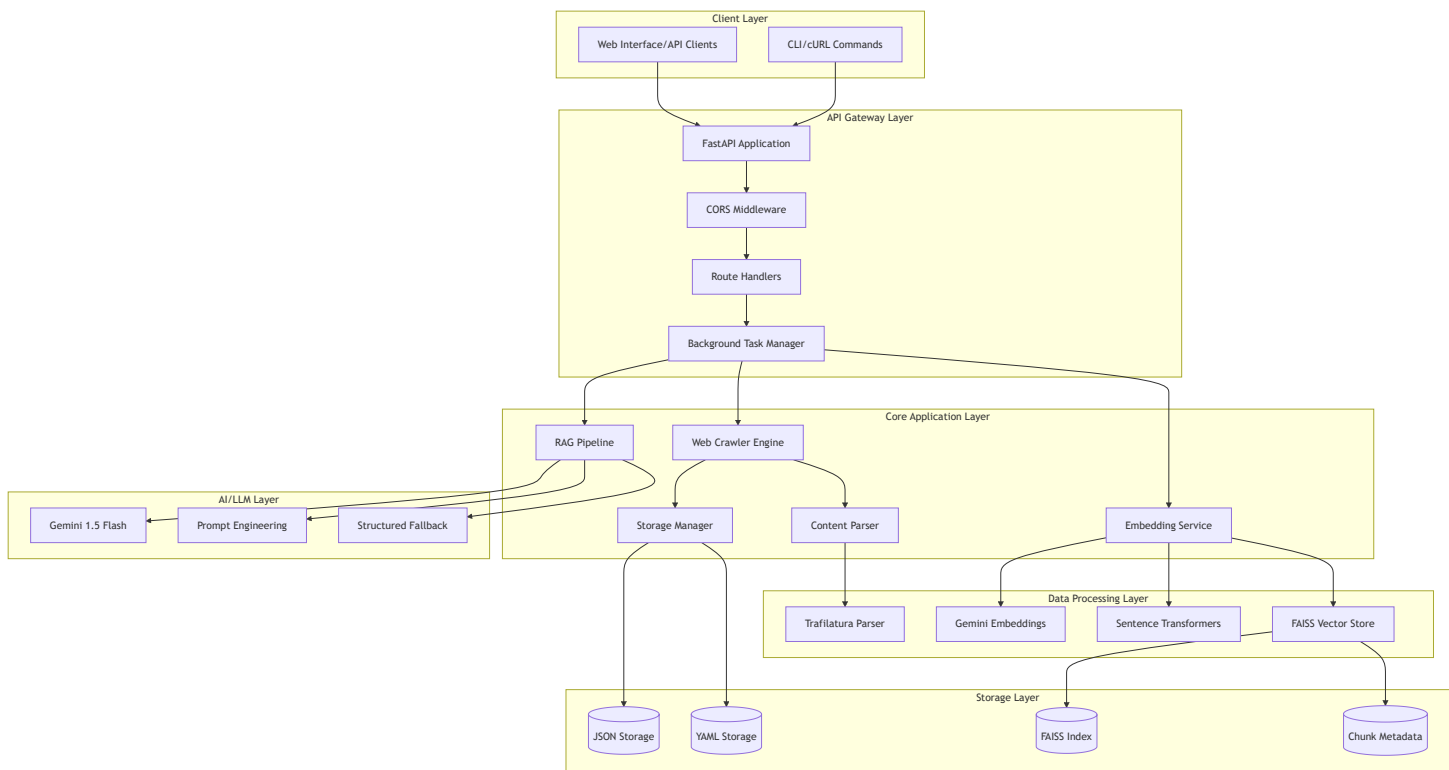 Client Layer
Web Interface/API Clients
CLI/cURL Commands
API Gateway Layer
FastAPI Application
CORS Middleware
Route Handlers
Background Task Manager
Core Application Layer
RAG Pipeline
Web Crawler Engine
AI/LLM Layer
Gemini 1.5 Flash
Prompt Engineering
Structured Fallback
Storage Manager
Content Parser
Embedding Service
Data Processing Layer
Trafilatura Parser
Gemini Embeddings
Sentence Transformers
FAISS Vector Store
Storage Layer
JSON Storage
YAML Storage
FAISS Index
Chunk Metadata